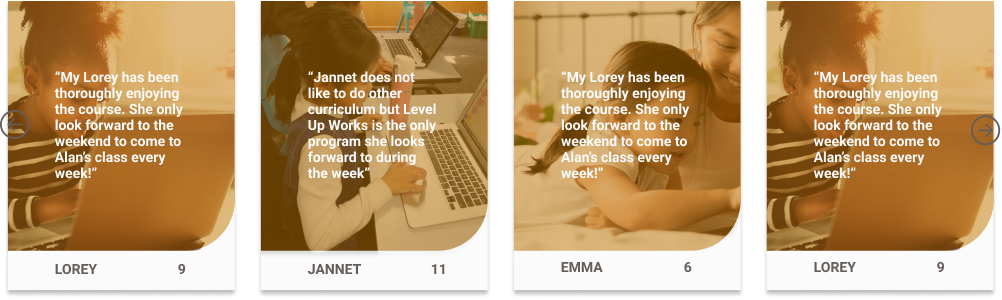 “My Lorey has been
thoroughly enjoying
the course. She only
look forward to the
weekend to come to
Alan’s class every
week!”
LOREY 9
“Jannet does not
like to do other
curriculum but Level
Up Works is the only
program she looks
forward to during
the week”
JANNET 11
“My Lorey has been
thoroughly enjoying
the course. She only
look forward to the
weekend to come to
Alan’s class every
week!”
EMMA 6
“My Lorey has been
thoroughly enjoying
the course. She only
look forward to the
weekend to come to
Alan’s class every
week!”
LOREY 9